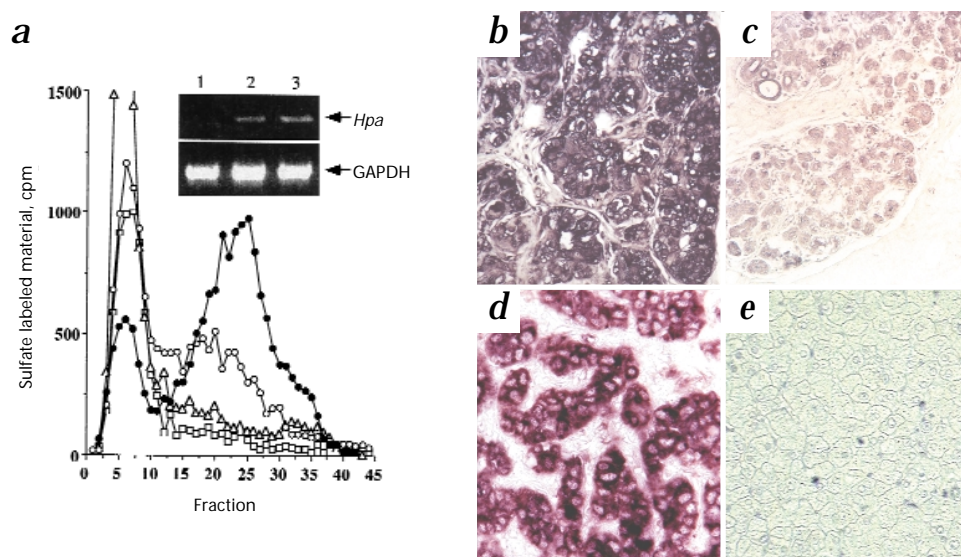 a
1 2 3
Hpa
GAPDH
Sulfate labeled material, cpm
1500
1000
500
0
0 5 10 15 20 25 30 35 40 45
Fraction
b
c
d
e